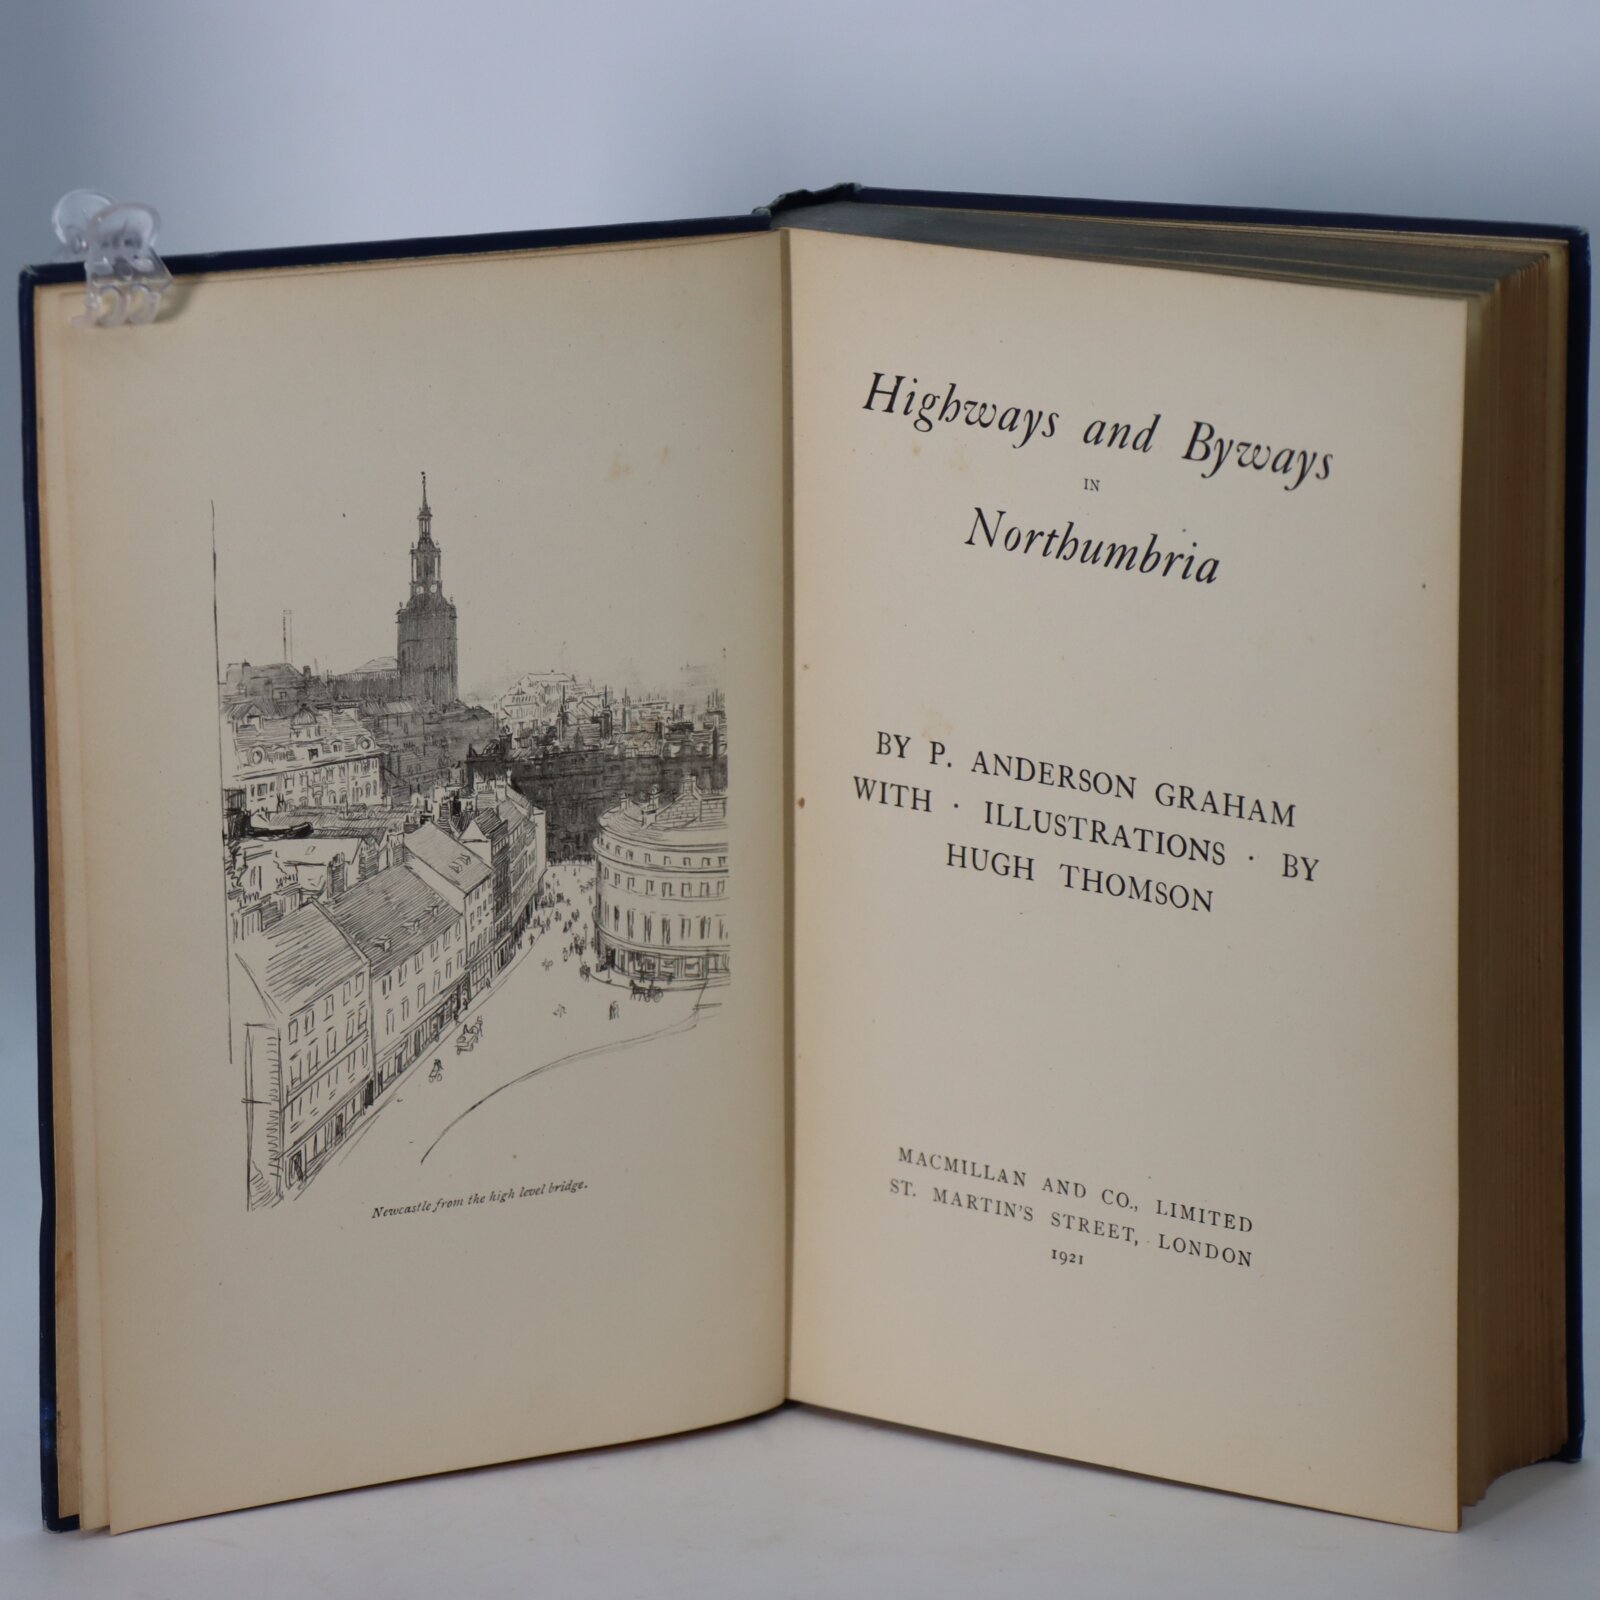 Newcastle from the high level bridge.
Highways and Byways
IN
Northumbria
BY P. ANDERSON GRAHAM
WITH · ILLUSTRATIONS · BY
HUGH THOMSON
MACMILLAN AND CO., LIMITED
ST. MARTIN'S STREET, LONDON
1921